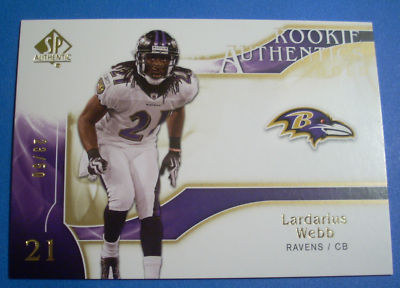 SP
AUTHENTIC
ROOKIE
AUTHENTICS
21
B
Lardarius
Webb
RAVENS / CB
21